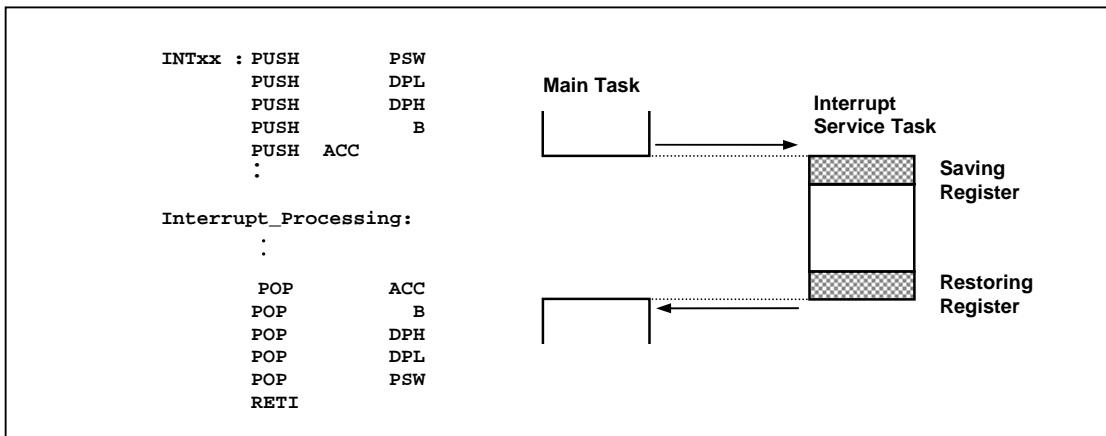 INTxx : PUSH PSW
PUSH DPL
PUSH DPH
PUSH B
PUSH ACC
:
Interrupt_Processing:
:
POP ACC
POP B
POP DPH
POP DPL
POP PSW
RETI
Main Task
Interrupt
Service Task
Saving
Register
Restoring
Register